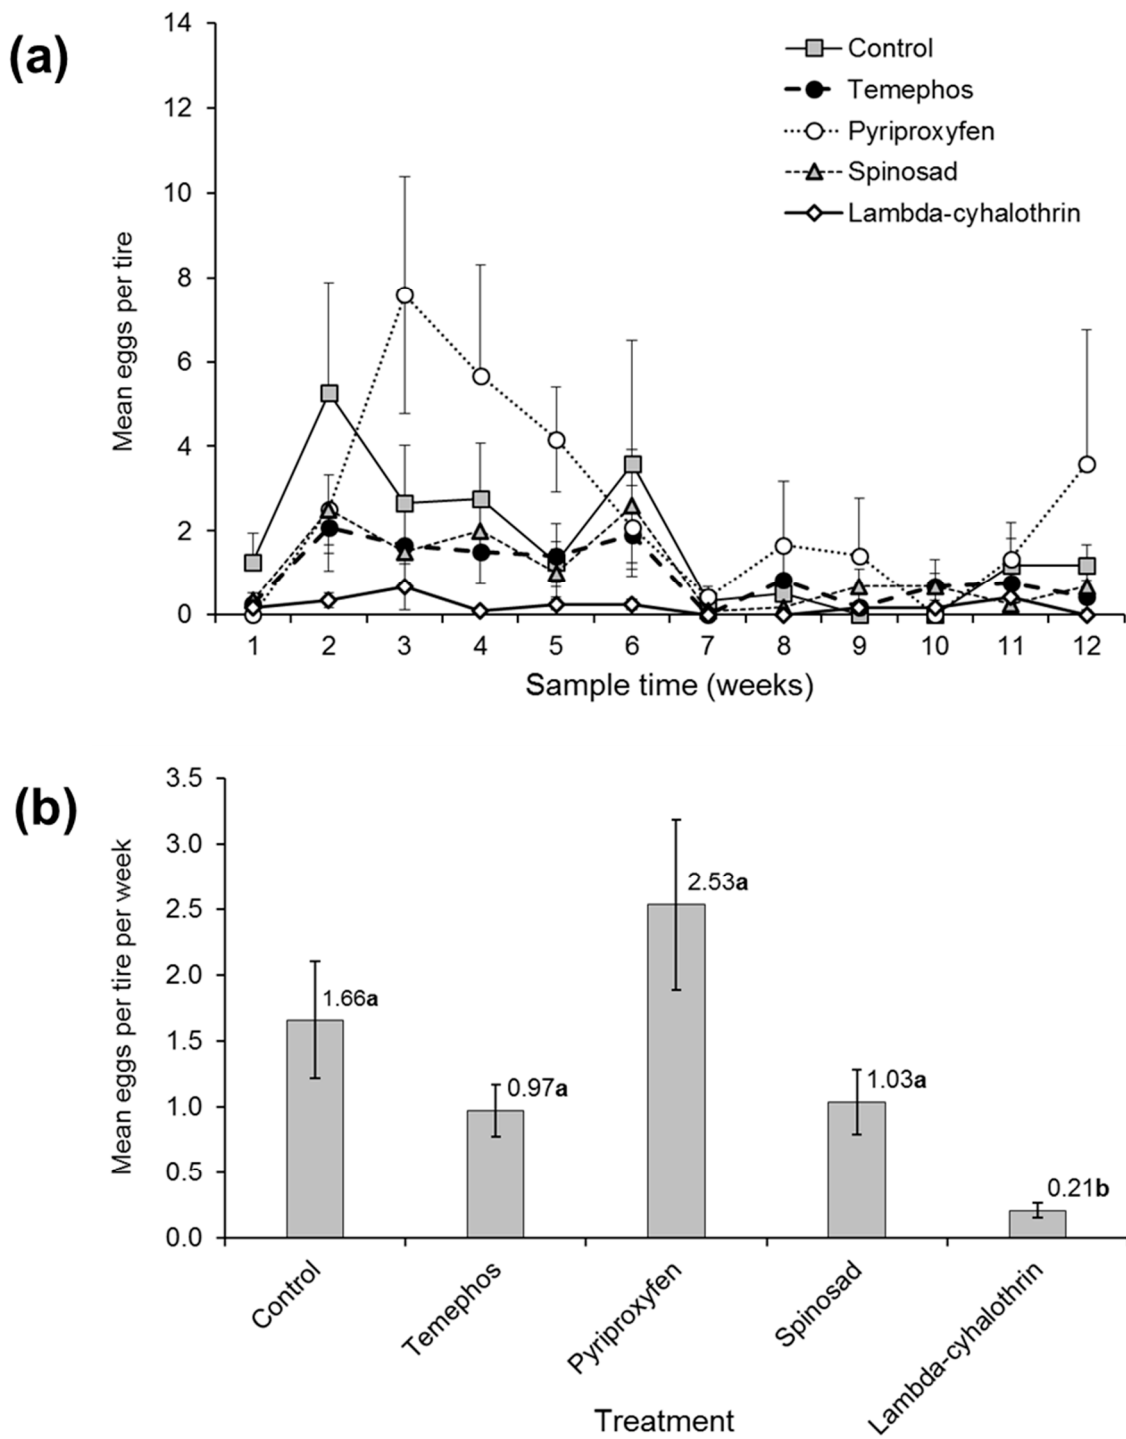 (a)
14
12
10
8
6
4
2
0
Mean eggs per tire
Control
Temephos
Pyriproxyfen
Spinosad
Lambda-cyhalothrin
1 2 3 4 5 6 7 8 9 10 11 12
Sample time (weeks)
(b)
3.5
3.0
2.5
2.0
1.5
1.0
0.5
0.0
Mean eggs per tire per week
1.66a
0.97a
2.53a
1.03a
0.21b
Control
Temephos
Pyriproxyfen
Spinosad
Lambda-cyhalothrin
Treatment